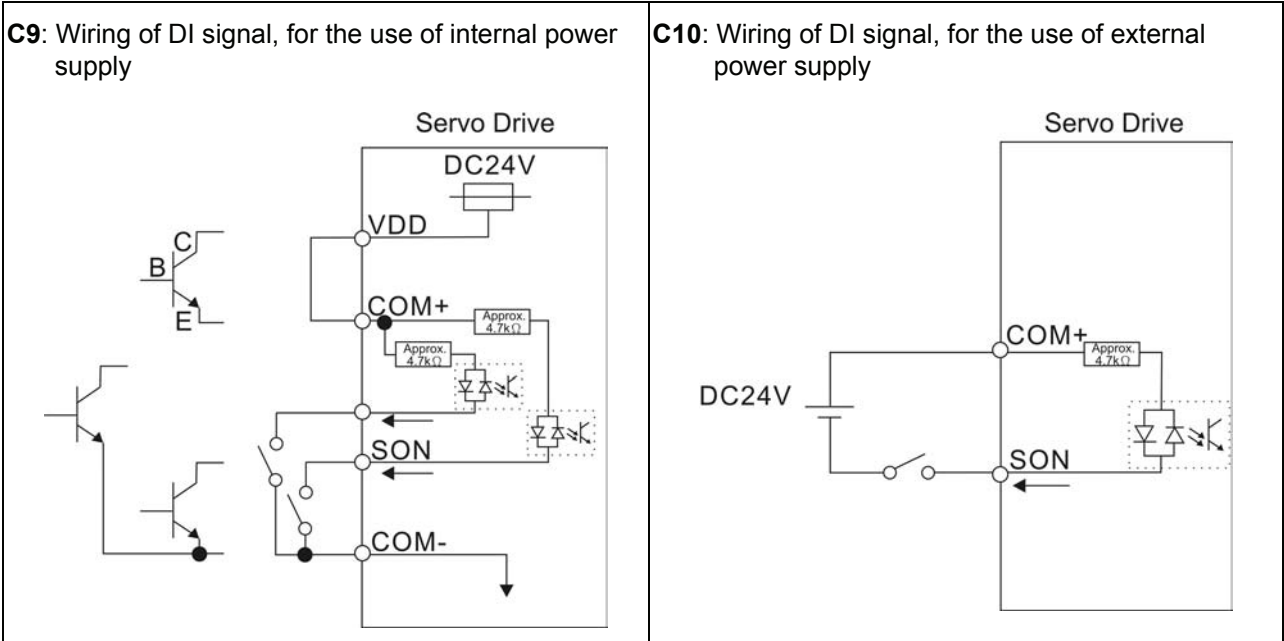 C9: Wiring of DI signal, for the use of internal power
supply
Servo Drive
DC24V
VDD
C
B
E
COM+
Approx.
4.7kΩ
Approx.
4.7kΩ
SON
COM-
C10: Wiring of DI signal, for the use of external
power supply
Servo Drive
COM+
Approx.
4.7kΩ
DC24V
SON